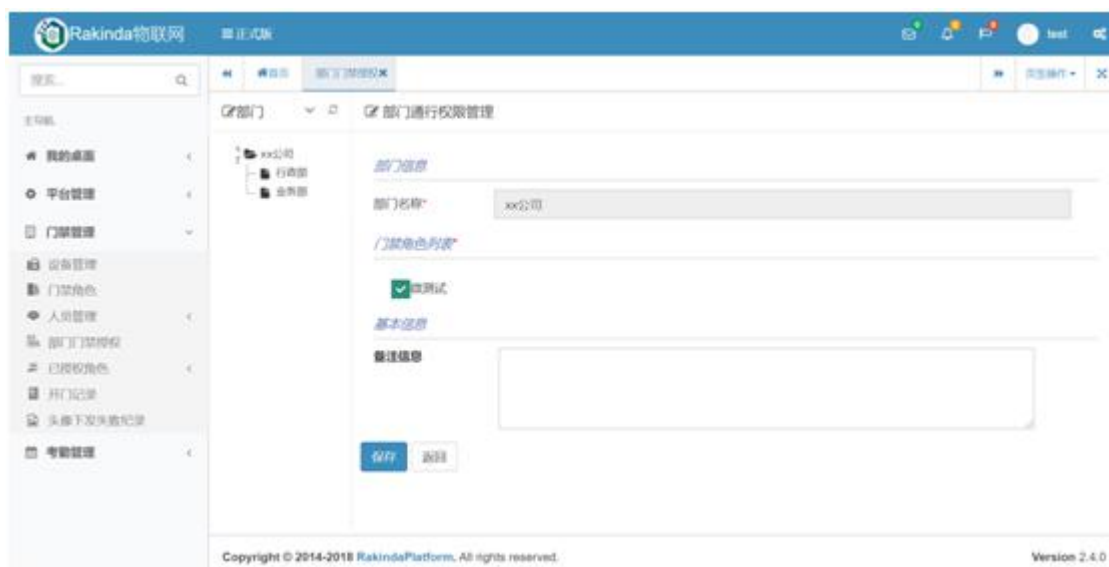 Rakinda物联网
正式版
test
搜索...
首页
部门门禁授权
页签操作
主导航
我的桌面
平台管理
门禁管理
设备管理
门禁角色
人员管理
部门门禁授权
已授权角色
开门记录
头像下发失败纪录
考勤管理
部门
xx公司
行政部
业务部
部门通行权限管理
部门信息
部门名称*
xx公司
门禁角色列表*
基本信息
备注信息
保存
返回
Copyright © 2014-2018 RakindaPlatform. All rights reserved.
Version 2.4.0